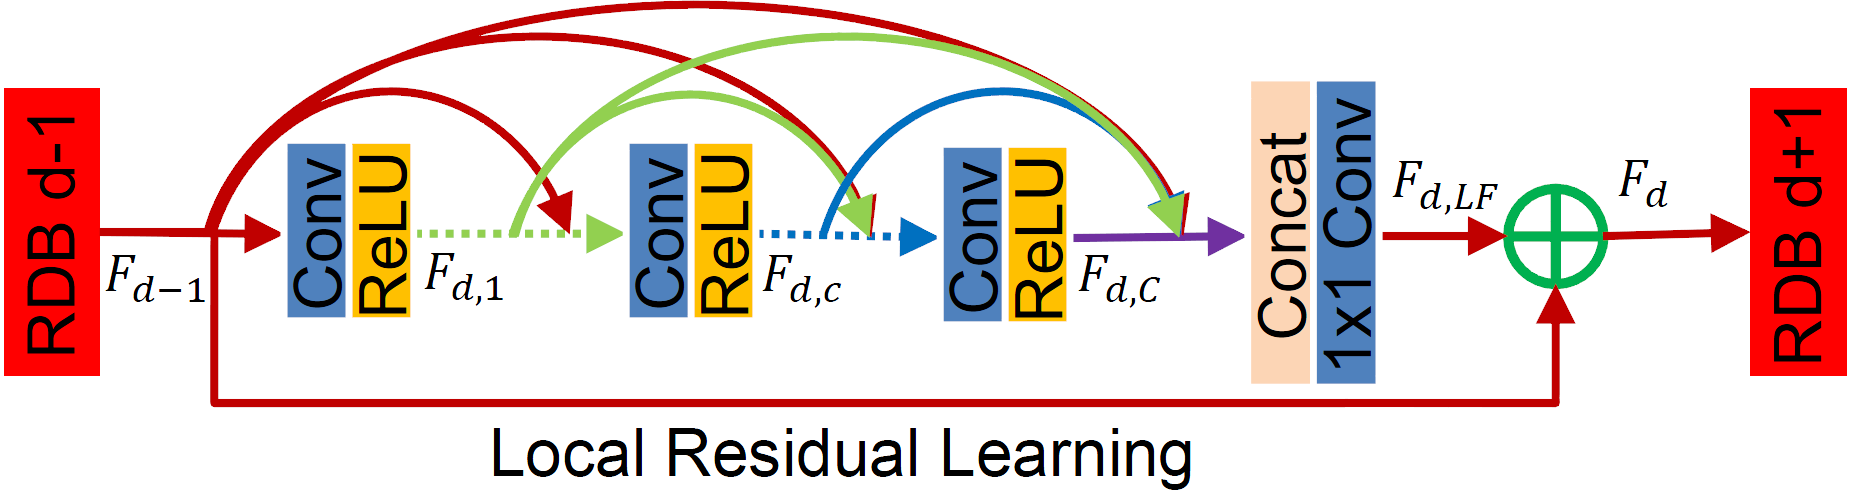 RDB d-1
F_{d-1}
Conv
ReLU
F_{d,1}
Conv
ReLU
F_{d,c}
Conv
ReLU
F_{d,C}
Concat
1x1 Conv
F_{d,LF}
F_d
RDB d+1
Local Residual Learning